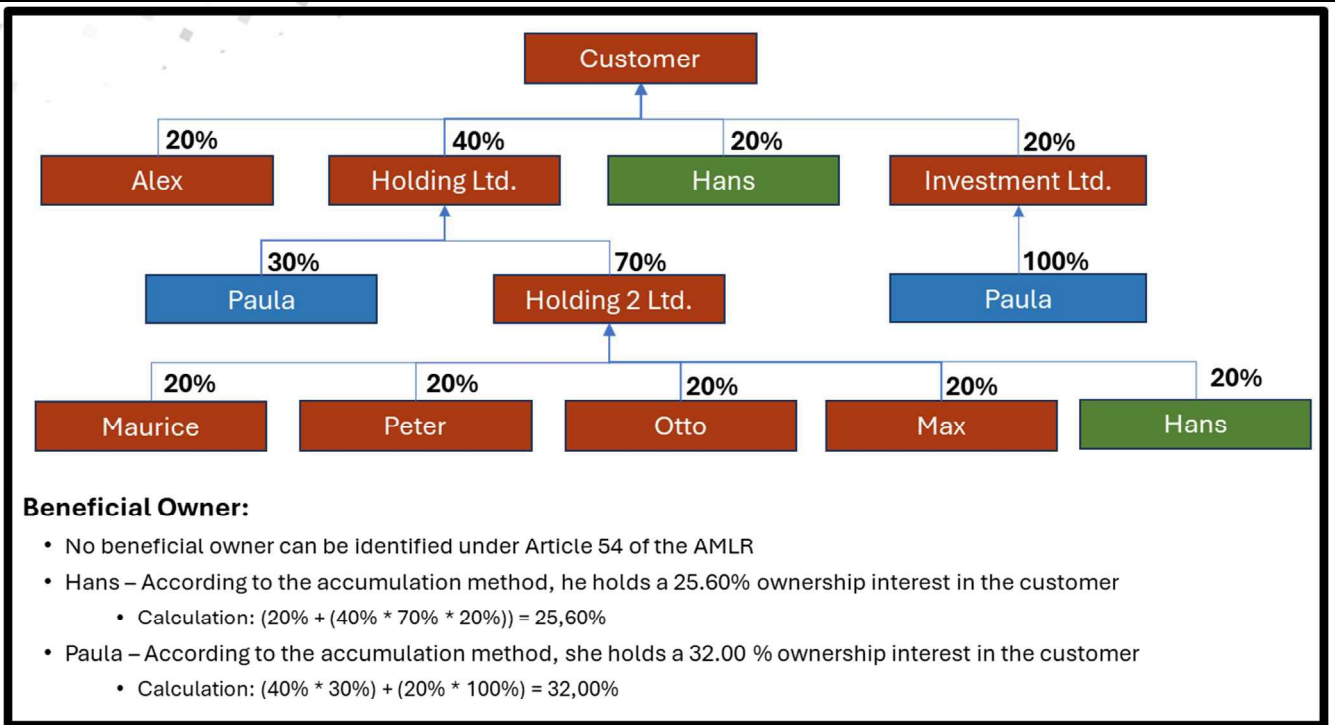 Customer
20%
40%
20%
20%
Alex
Holding Ltd.
Hans
Investment Ltd.
30%
70%
100%
Paula
Holding 2 Ltd.
Paula
20%
20%
20%
20%
20%
Maurice
Peter
Otto
Max
Hans
Beneficial Owner:
• No beneficial owner can be identified under Article 54 of the AMLR
• Hans – According to the accumulation method, he holds a 25.60% ownership interest in the customer
• Calculation: (20% + (40% * 70% * 20%)) = 25,60%
• Paula – According to the accumulation method, she holds a 32.00 % ownership interest in the customer
• Calculation: (40% * 30%) + (20% * 100%) = 32,00%